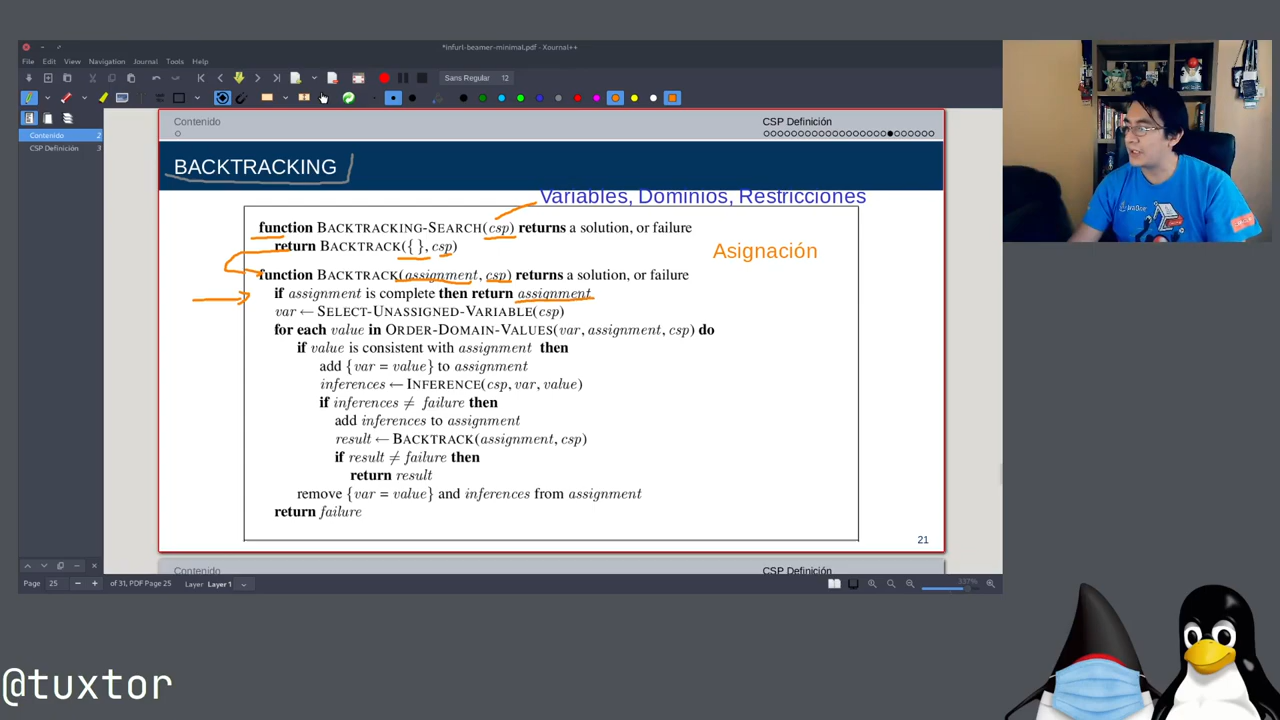 *infurl-beamer-minimal.pdf - Xournal++
File Edit View Navigation Journal Tools Help
Sans Regular 12
Contenido 2
CSP Definición 3
Contenido CSP Definición
BACKTRACKING
Variables, Dominios, Restricciones
function BACKTRACKING-SEARCH(csp) returns a solution, or failure
return BACKTRACK({ }, csp)
Asignación
function BACKTRACK(assignment, csp) returns a solution, or failure
if assignment is complete then return assignment
var ← SELECT-UNASSIGNED-VARIABLE(csp)
for each value in ORDER-DOMAIN-VALUES(var, assignment, csp) do
if value is consistent with assignment then
add {var = value} to assignment
inferences ← INFERENCE(csp, var, value)
if inferences ≠ failure then
add inferences to assignment
result ← BACKTRACK(assignment, csp)
if result ≠ failure then
return result
remove {var = value} and inferences from assignment
return failure
21
Contenido CSP Definición
Page 25 of 31, PDF Page 25 Layer Layer 1 337%
@tuxtor